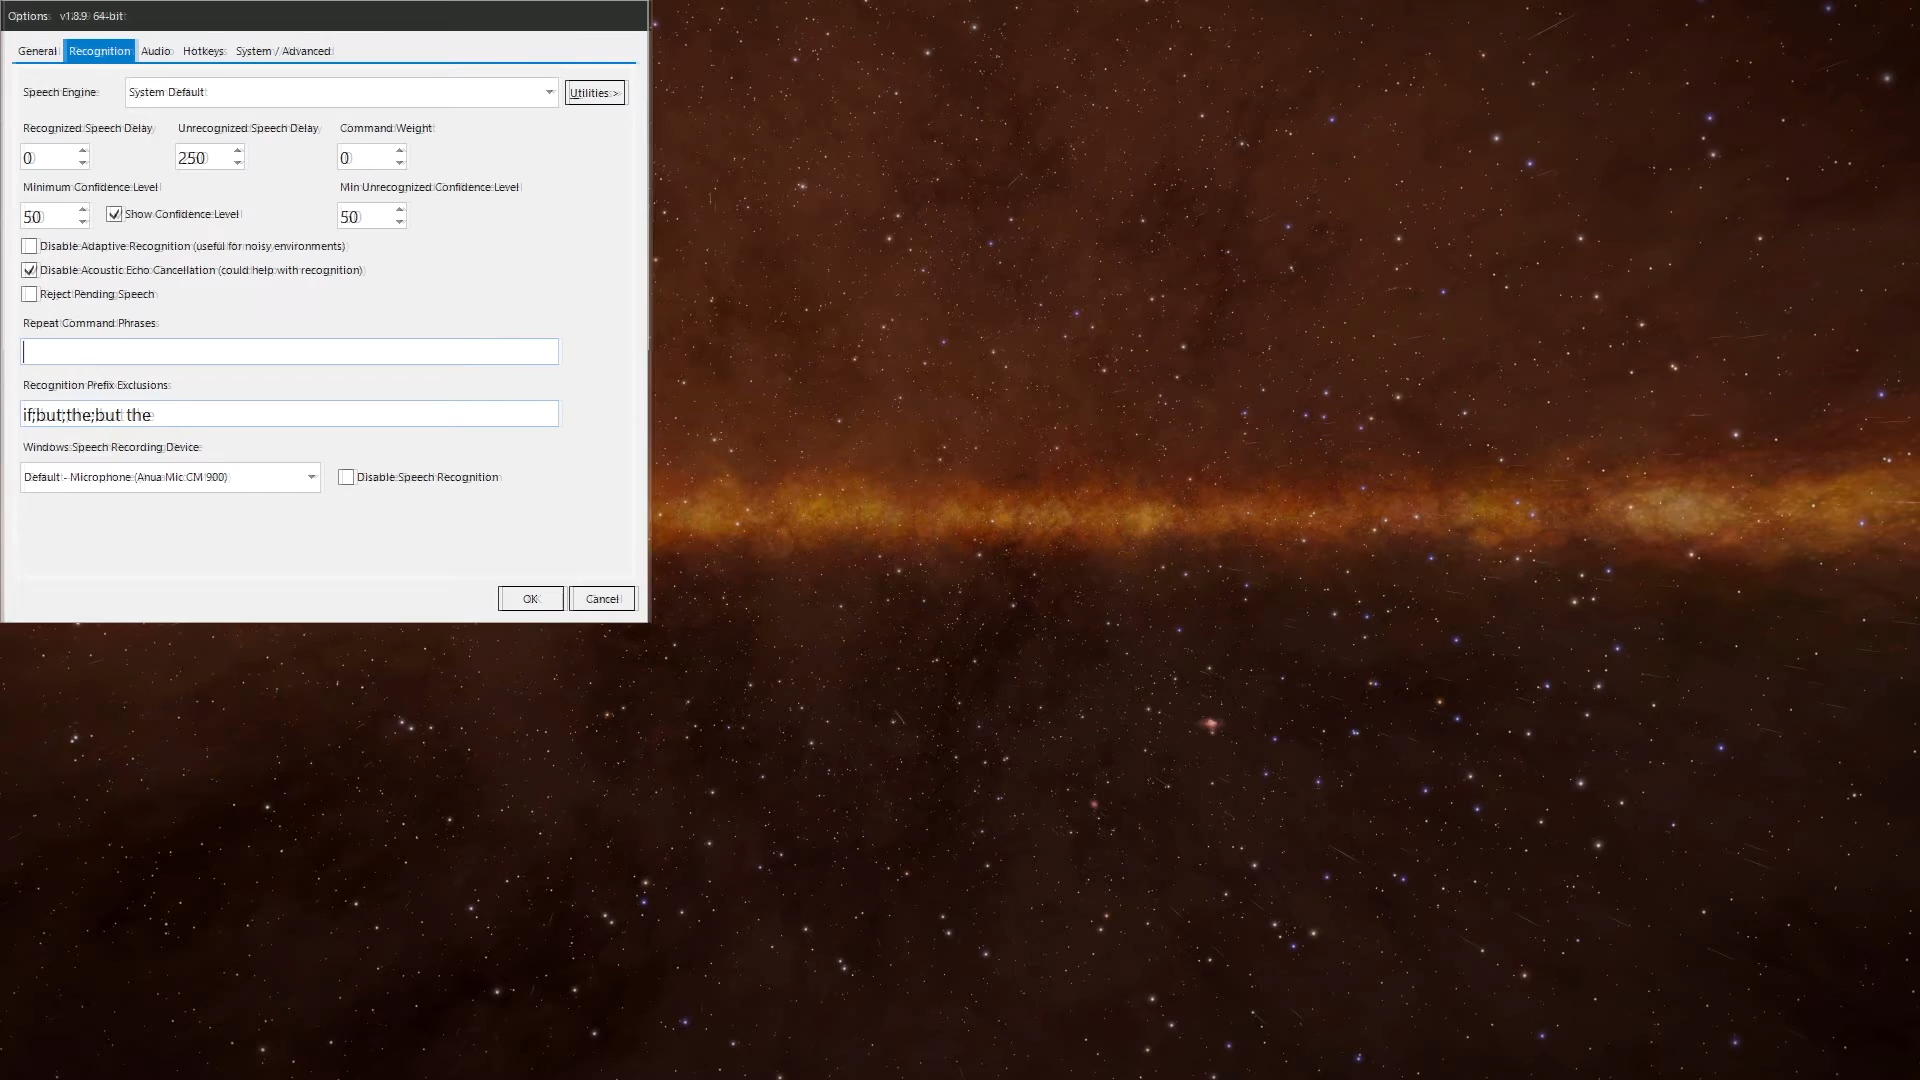 Options v1.8.9 64-bit
General Recognition Audio Hotkeys System / Advanced
Speech Engine System Default Utilities >
Recognized Speech Delay Unrecognized Speech Delay Command Weight
0 250 0
Minimum Confidence Level Min Unrecognized Confidence Level
50 Show Confidence Level 50
Disable Adaptive Recognition (useful for noisy environments)
Disable Acoustic Echo Cancellation (could help with recognition)
Reject Pending Speech
Repeat Command Phrases
Recognition Prefix Exclusions
if;but;the;but the
Windows Speech Recording Device
Default - Microphone (Anua Mic CM 900) Disable Speech Recognition
OK Cancel